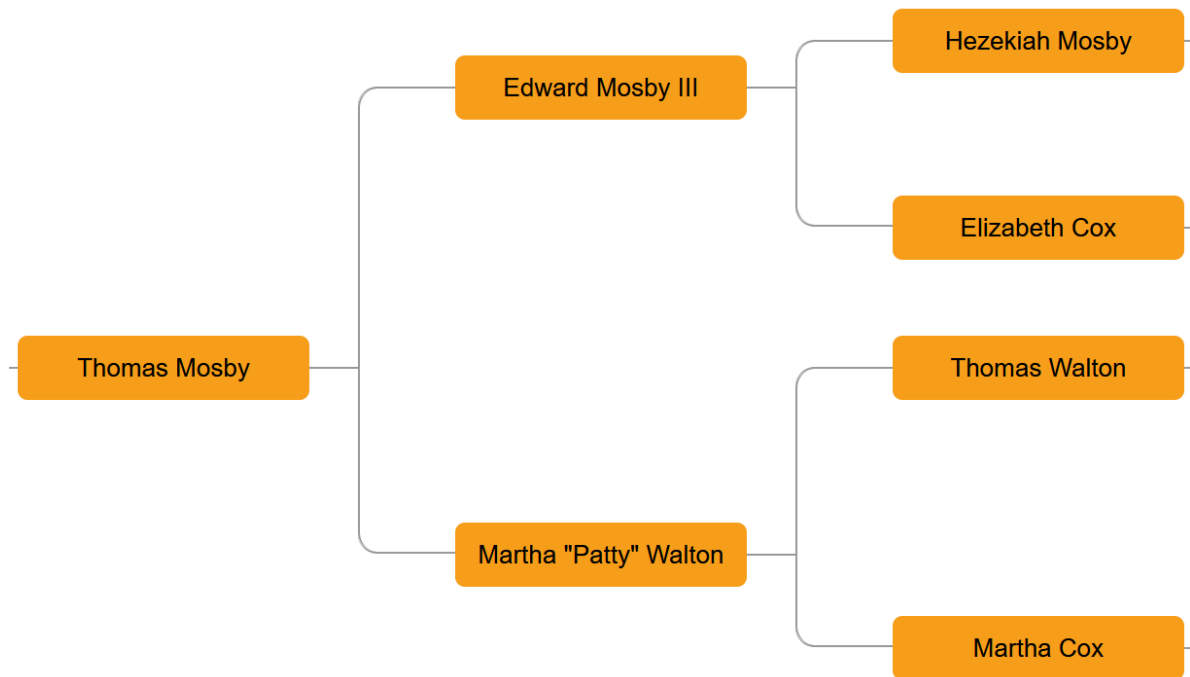 Hezekiah Mosby
Edward Mosby III
Elizabeth Cox
Thomas Mosby
Thomas Walton
Martha "Patty" Walton
Martha Cox